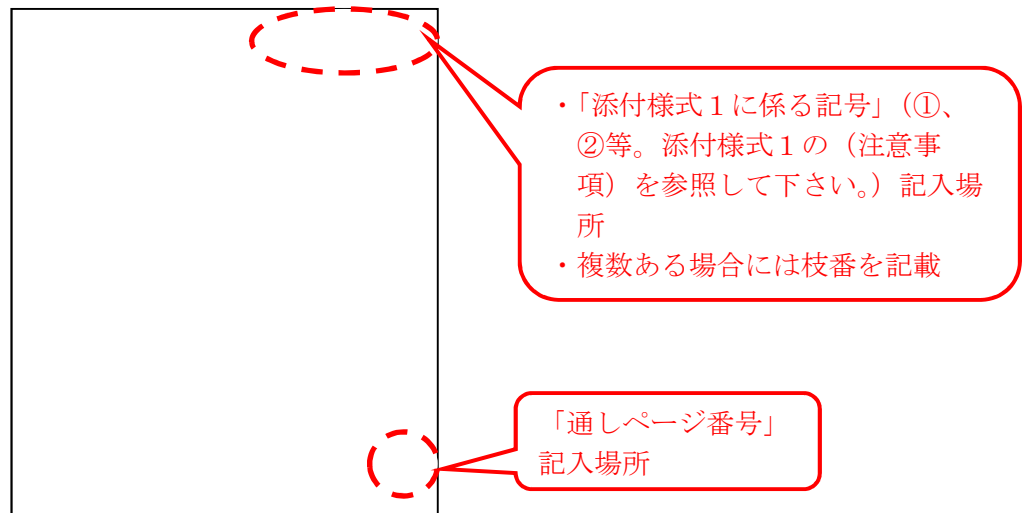 ・「添付様式１に係る記号」（①、
②等。添付様式１の（注意事
項）を参照して下さい。）記入場
所
・複数ある場合には枝番を記載
「通しページ番号」
記入場所